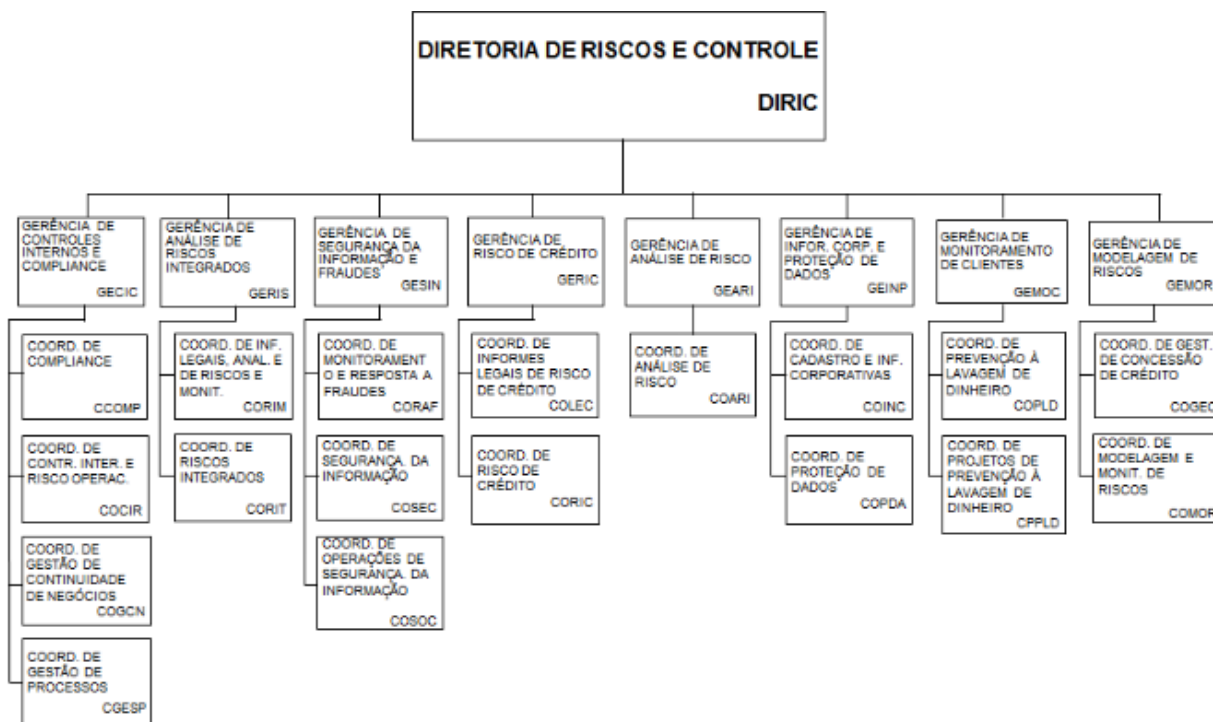 DIRETORIA DE RISCOS E CONTROLE
DIRIC
GERÊNCIA DE
CONTROLES
INTERNOS E
COMPLIANCE
GECIC
GERÊNCIA DE
ANÁLISE DE
RISCOS
INTEGRADOS
GERIS
GERÊNCIA DE
SEGURANÇA DA
INFORMAÇÃO E
FRAUDES
GESIN
GERÊNCIA DE
RISCO DE CRÉDITO
GERIC
GERÊNCIA DE
ANÁLISE DE RISCO
GEARI
GERÊNCIA DE
INFOR. CORP. E
PROTEÇÃO DE
DADOS
GEINP
GERÊNCIA DE
MONITORAMENTO
DE CLIENTES
GEMOC
GERÊNCIA DE
MODELAGEM DE
RISCOS
GEMOR
COORD. DE
COMPLIANCE
CCOMP
COORD. DE INF.
LEGAIS, ANAL. E
DE RISCOS E
MONIT.
CORIM
COORD. DE
MONITORAMENT
O E RESPOSTA A
FRAUDES
CORAF
COORD. DE
INFORMES
LEGAIS DE RISCO
DE CRÉDITO
COLEC
COORD. DE
ANÁLISE DE
RISCO
COARI
COORD. DE
CADASTRO E INF.
CORPORATIVAS
COINC
COORD. DE
PREVENÇÃO À
LAVAGEM DE
DINHEIRO
COPLD
COORD. DE GEST.
DE CONCESSÃO
DE CRÉDITO
COGEC
COORD. DE
CONTR. INTER. E
RISCO OPERAC.
COCIR
COORD. DE
RISCOS
INTEGRADOS
CORIT
COORD. DE
SEGURANÇA. DA
INFORMAÇÃO
COSEC
COORD. DE
RISCO DE
CRÉDITO
CORIC
COORD. DE
PROTEÇÃO DE
DADOS
COPDA
COORD. DE
PROJETOS DE
PREVENÇÃO À
LAVAGEM DE
DINHEIRO
CPPLD
COORD. DE
MODELAGEM E
MONIT. DE
RISCOS
COMOR
COORD. DE
GESTÃO DE
CONTINUIDADE
DE NEGÓCIOS
COGCN
COORD. DE
OPERAÇÕES DE
SEGURANÇA. DA
INFORMAÇÃO
COSOC
COORD. DE
GESTÃO DE
PROCESSOS
CGESP